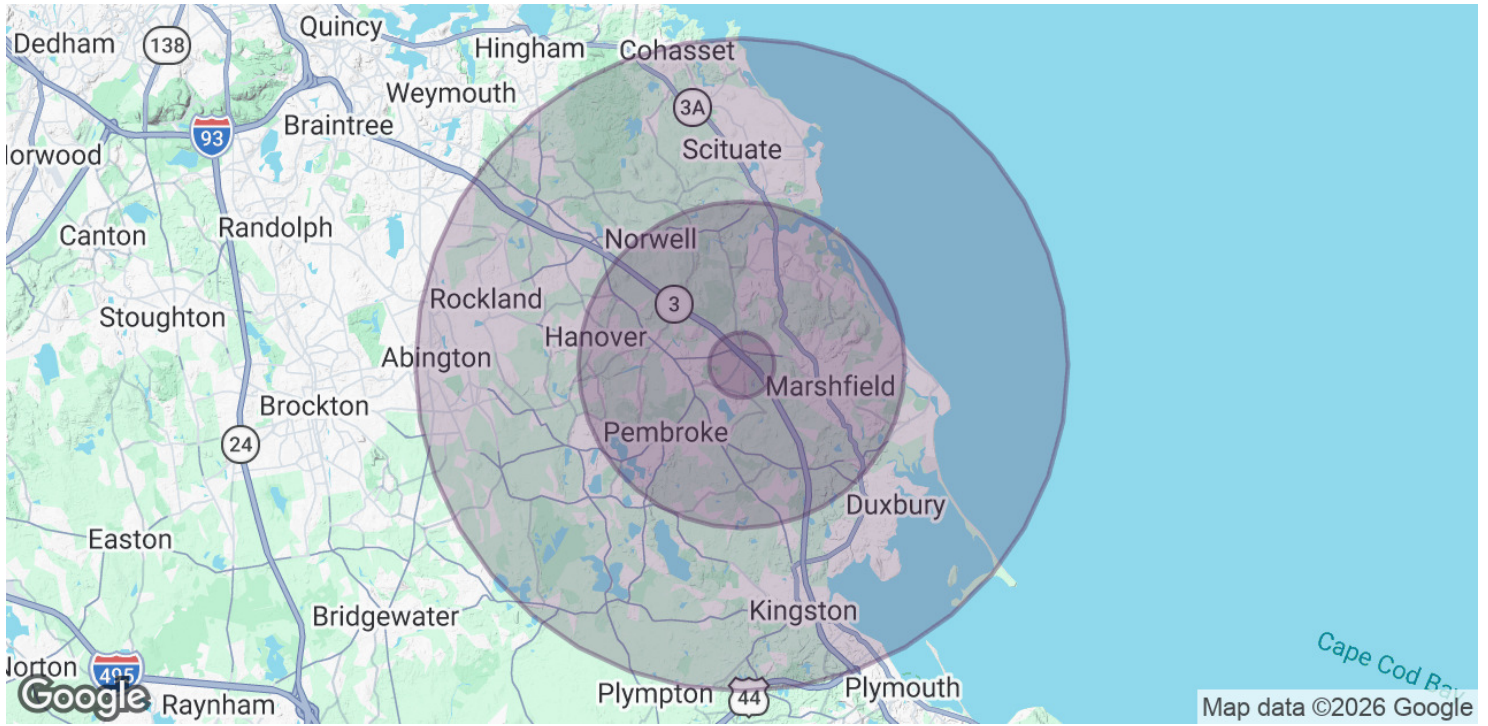 Quincy
Dedham
138
Hingham
Cohasset
Weymouth
3A
Braintree
93
Scituate
lorwood
Randolph
Canton
Norwell
Rockland
3
Stoughton
Hanover
Abington
Marshfield
Brockton
Pembroke
24
Duxbury
Easton
Kingston
Bridgewater
Cape Cod Bay
Norton
495
Plympton
44
Plymouth
Google
Raynham
Map data ©2026 Google